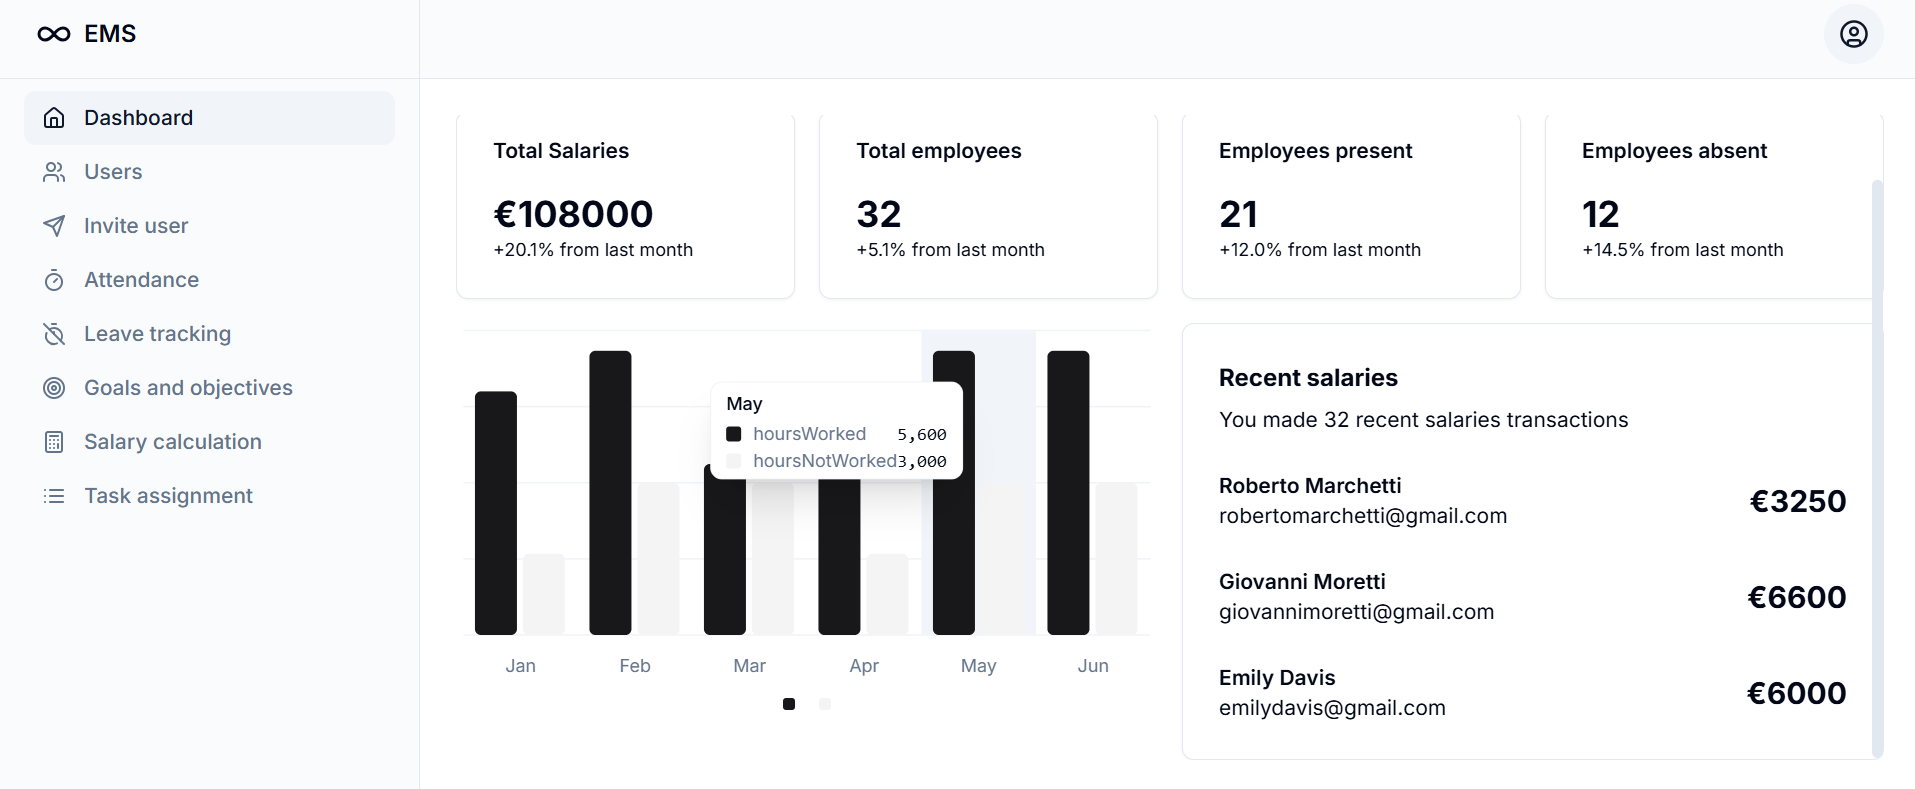 EMS
Dashboard
Users
Invite user
Attendance
Leave tracking
Goals and objectives
Salary calculation
Task assignment
Total Salaries
€108000
+20.1% from last month
Total employees
32
+5.1% from last month
Employees present
21
+12.0% from last month
Employees absent
12
+14.5% from last month
May
hoursWorked 5,600
hoursNotWorked 3,000
Jan Feb Mar Apr May Jun
Recent salaries
You made 32 recent salaries transactions
Roberto Marchetti
robertomarchetti@gmail.com
€3250
Giovanni Moretti
giovannimoretti@gmail.com
€6600
Emily Davis
emilydavis@gmail.com
€6000